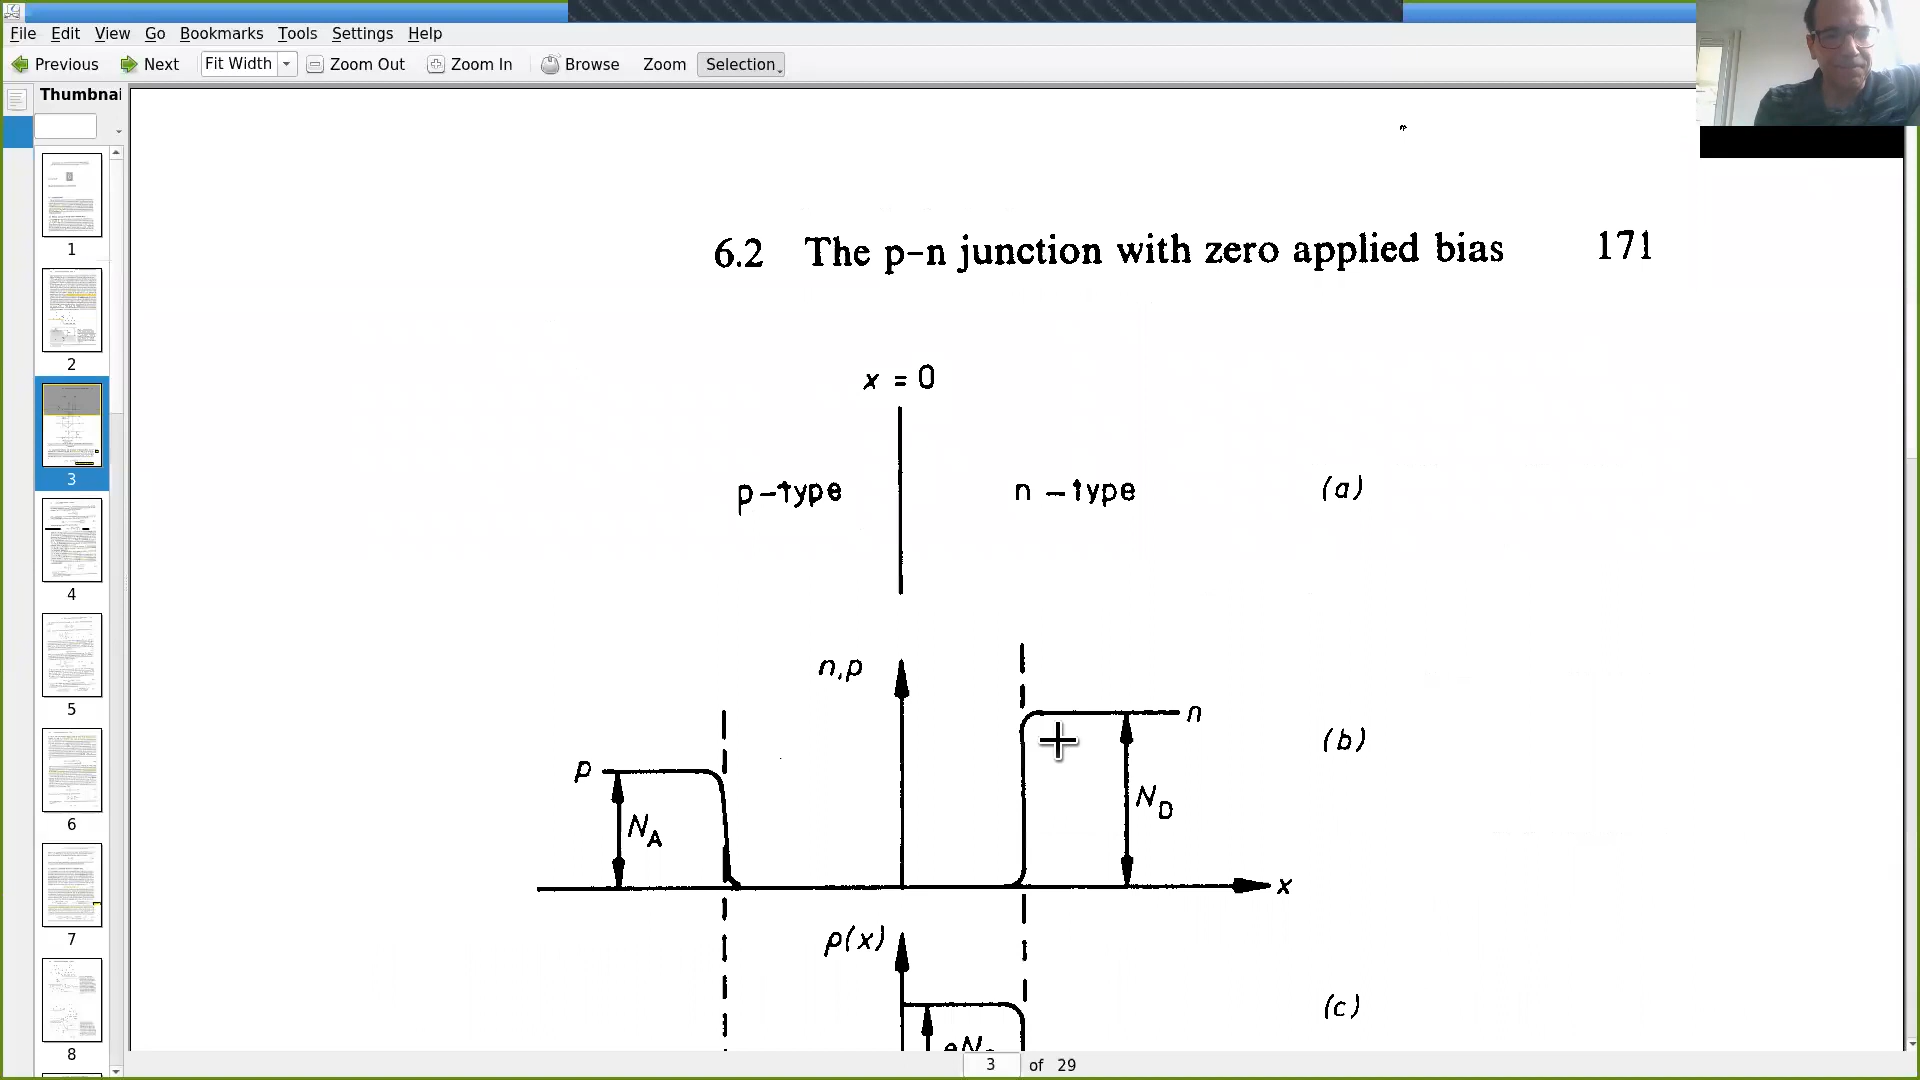 File Edit View Go Bookmarks Tools Settings Help
Previous Next Fit Width Zoom Out Zoom In Browse Zoom Selection
Thumbnai
1
2
3
4
5
6
7
8
6.2 The p–n junction with zero applied bias 171
x = 0
p–type n–type (a)
n,p
n
p
(b)
N_D
N_A
x
ρ(x)
(c)
3 of 29